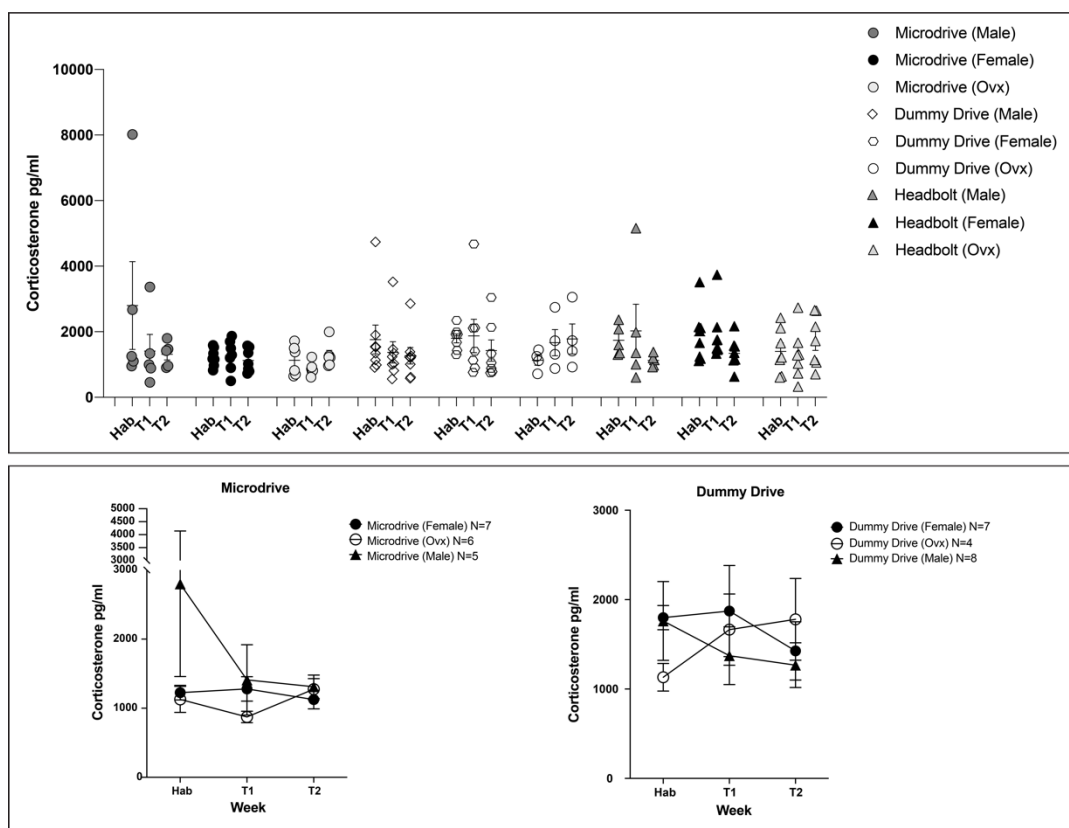 Microdrive (Male)
Microdrive (Female)
Microdrive (Ovx)
Dummy Drive (Male)
Dummy Drive (Female)
Dummy Drive (Ovx)
Headbolt (Male)
Headbolt (Female)
Headbolt (Ovx)
Corticosterone pg/ml
10000
8000
6000
4000
2000
0
Hab T1 T2 Hab T1 T2 Hab T1 T2 Hab T1 T2 Hab T1 T2 Hab T1 T2 Hab T1 T2 Hab T1 T2 Hab T1 T2
Microdrive
Microdrive (Female) N=7
Microdrive (Ovx) N=6
Microdrive (Male) N=5
Corticosterone pg/ml
5000
4500
4000
3500
3000
3000
2000
1000
0
Hab T1 T2
Week
Dummy Drive
Dummy Drive (Female) N=7
Dummy Drive (Ovx) N=4
Dummy Drive (Male) N=8
Corticosterone pg/ml
3000
2000
1000
0
Hab T1 T2
Week